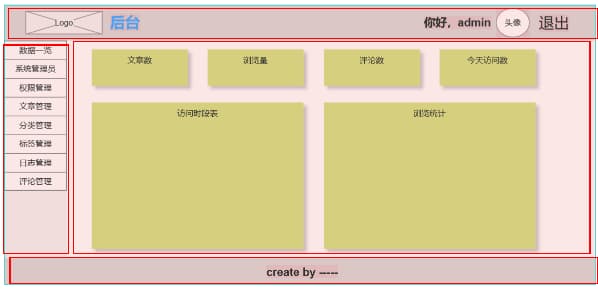 Logo 后台 你好，admin 头像 退出
数据一览
系统管理员
权限管理
文章管理
分类管理
标签管理
日志管理
评论管理
文章数 浏览量 评论数 今天访问数
访问时段表 浏览统计
create by -----